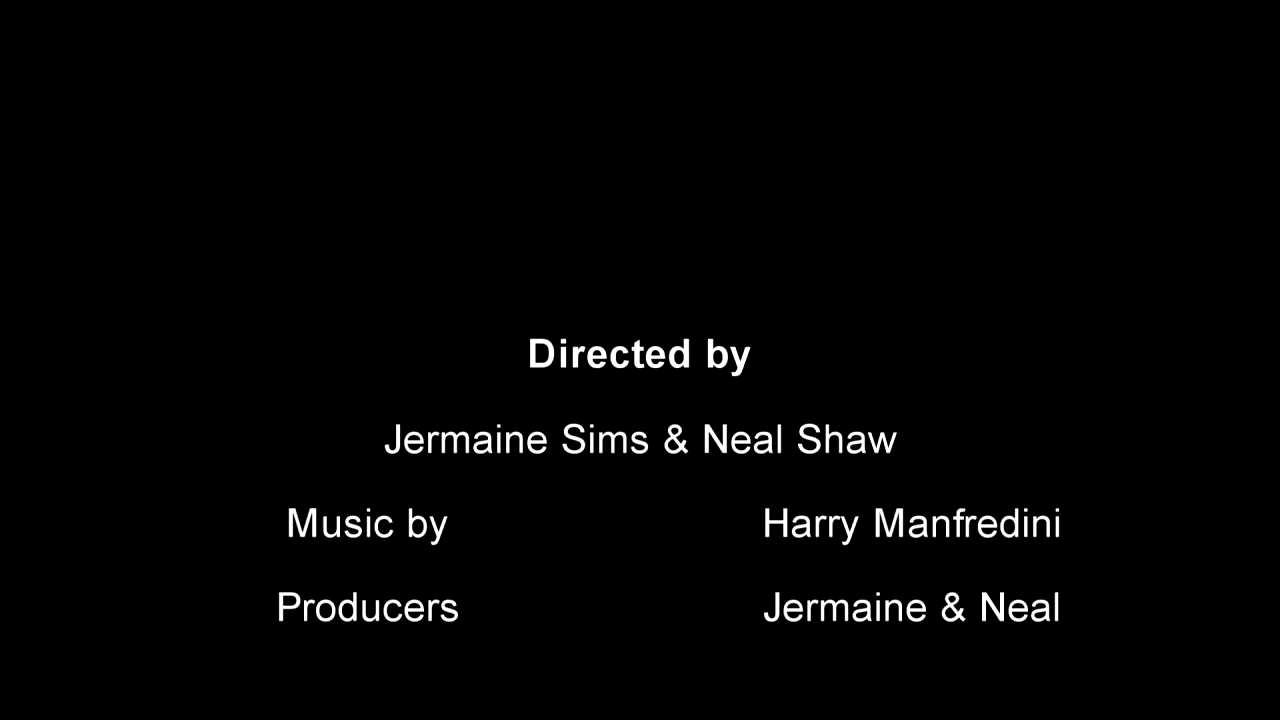 Directed by
Jermaine Sims & Neal Shaw
Music by Harry Manfredini
Producers Jermaine & Neal